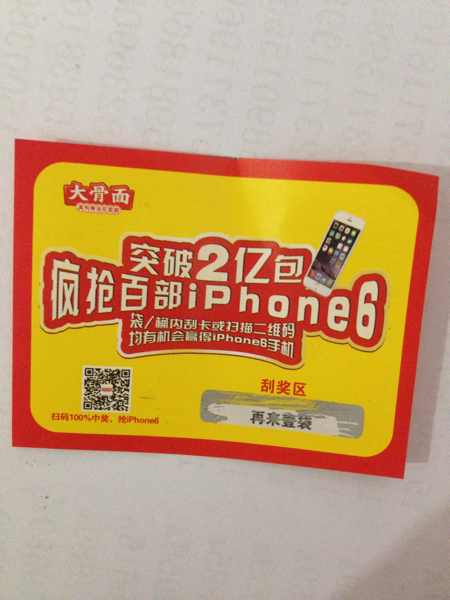 大骨面
突破2亿包
疯抢百部iPhone6
袋/桶内刮卡或扫描二维码
均有机会赢得iPhone6手机
刮奖区
再来壹袋
扫码100%中奖，抢iPhone6